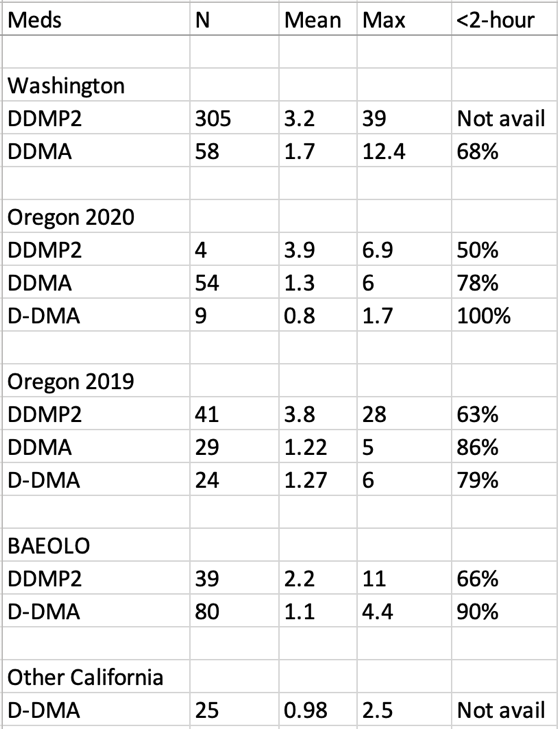 Meds N Mean Max <2-hour
Washington
DDMP2 305 3.2 39 Not avail
DDMA 58 1.7 12.4 68%
Oregon 2020
DDMP2 4 3.9 6.9 50%
DDMA 54 1.3 6 78%
D-DMA 9 0.8 1.7 100%
Oregon 2019
DDMP2 41 3.8 28 63%
DDMA 29 1.22 5 86%
D-DMA 24 1.27 6 79%
BAEOLO
DDMP2 39 2.2 11 66%
D-DMA 80 1.1 4.4 90%
Other California
D-DMA 25 0.98 2.5 Not avail